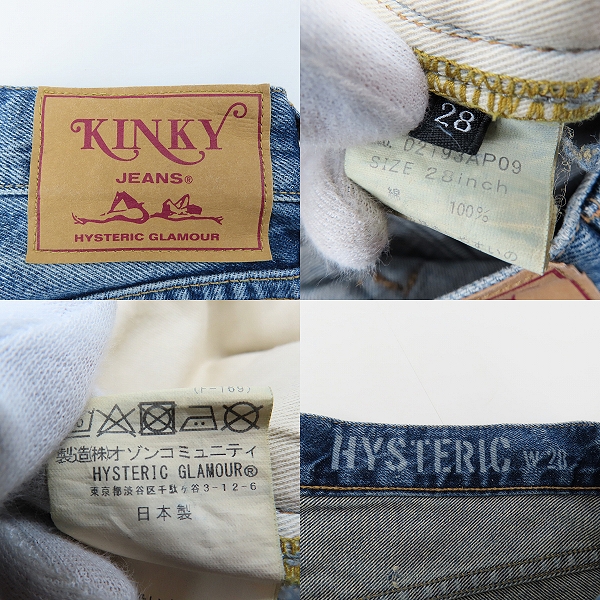 KINKY
JEANS®
HYSTERIC GLAMOUR
28
02193AP09
SIZE 28inch
綿 100%
(F-169)
製造(株)オゾンコミュニティ
HYSTERIC GLAMOUR®
東京都渋谷区千駄ヶ谷3-12-6
日本製
HYSTERIC W 28